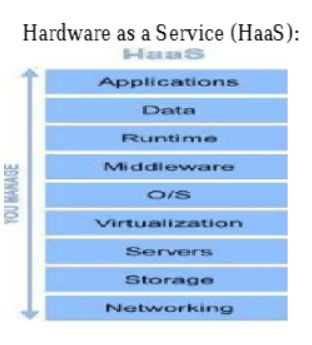 Hardware as a Service (HaaS):
HaaS
Applications
Data
Runtime
Middleware
YOU MANAGE
O/S
Virtualization
Servers
Storage
Networking